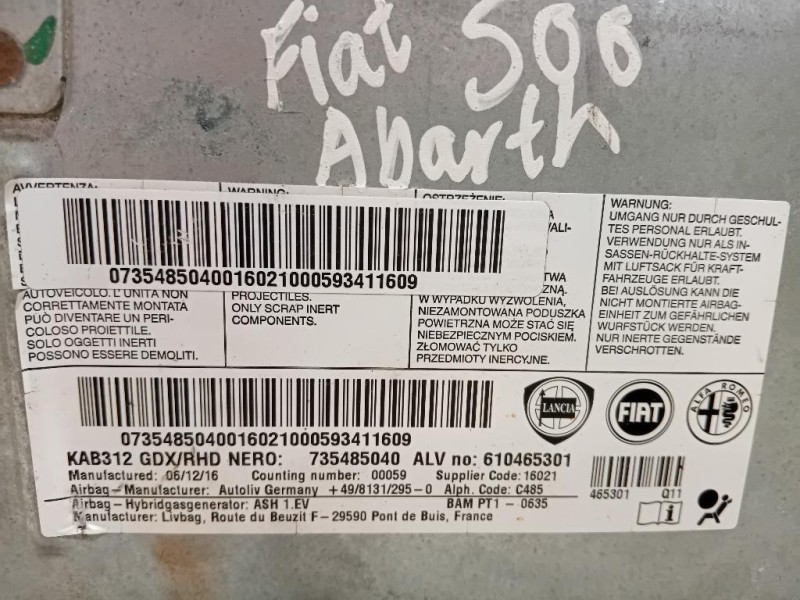 Fiat 500
Abarth
AVVERTENZA:
WARNING:
OSTRZEŻENIE:
073548504001602100059341​1609
AUTOVEICOLO. L'UNITÀ NON
CORRETTAMENTE MONTATA
PUÒ DIVENTARE UN PERI-
COLOSO PROIETTILE.
SOLO OGGETTI INERTI
POSSONO ESSERE DEMOLITI.
PROJECTILES.
ONLY SCRAP INERT
COMPONENTS.
W WYPADKU WYZWOLENIA,
NIEZAMONTOWANA PODUSZKA
POWIETRZNA MOŻE STAĆ SIĘ
NIEBEZPIECZNYM POCISKIEM.
ZŁOMOWAĆ TYLKO
PRZEDMIOTY INERCYJNE.
WARNUNG:
UMGANG NUR DURCH GESCHUL-
TES PERSONAL ERLAUBT.
VERWENDUNG NUR ALS IN-
SASSEN-RÜCKHALTE-SYSTEM
MIT LUFTSACK FÜR KRAFT-
FAHRZEUGE ERLAUBT.
BEI AUSLÖSUNG KANN DIE
NICHT MONTIERTE AIRBAG-
EINHEIT ZUM GEFÄHRLICHEN
WURFSTÜCK WERDEN.
NUR INERTE GEGENSTÄNDE
VERSCHROTTEN.
0735485040016021000593411609
LANCIA
FIAT
ALFA ROMEO
KAB312 GDX/RHD NERO: 735485040 ALV no: 610465301
Manufactured: 06/12/16 Counting number: 00059 Supplier Code: 16021
Airbag- Manufacturer: Autoliv Germany +49/8131/295-0 Alph. Code: C485
Airbag-Hybridgasgenerator: ASH 1.EV BAM PT1 - 0635
Manufacturer: Livbag, Route du Beuzit F-29590 Pont de Buis, France
465301 Q11